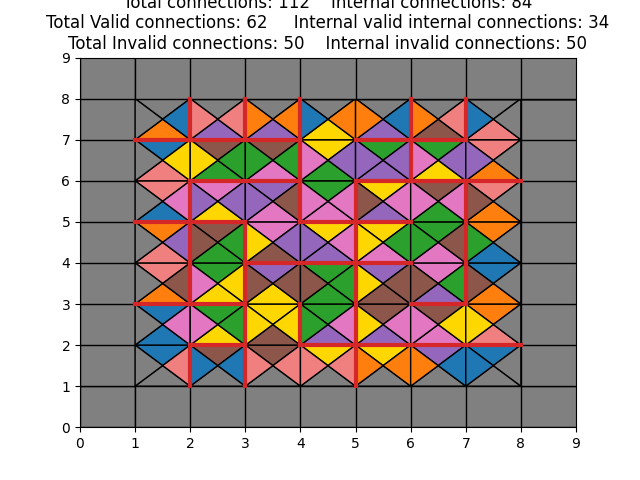 Total connections: 112    Internal connections: 84
Total Valid connections: 62    Internal valid internal connections: 34
Total Invalid connections: 50    Internal invalid connections: 50
9
8
7
6
5
4
3
2
1
0
0 1 2 3 4 5 6 7 8 9